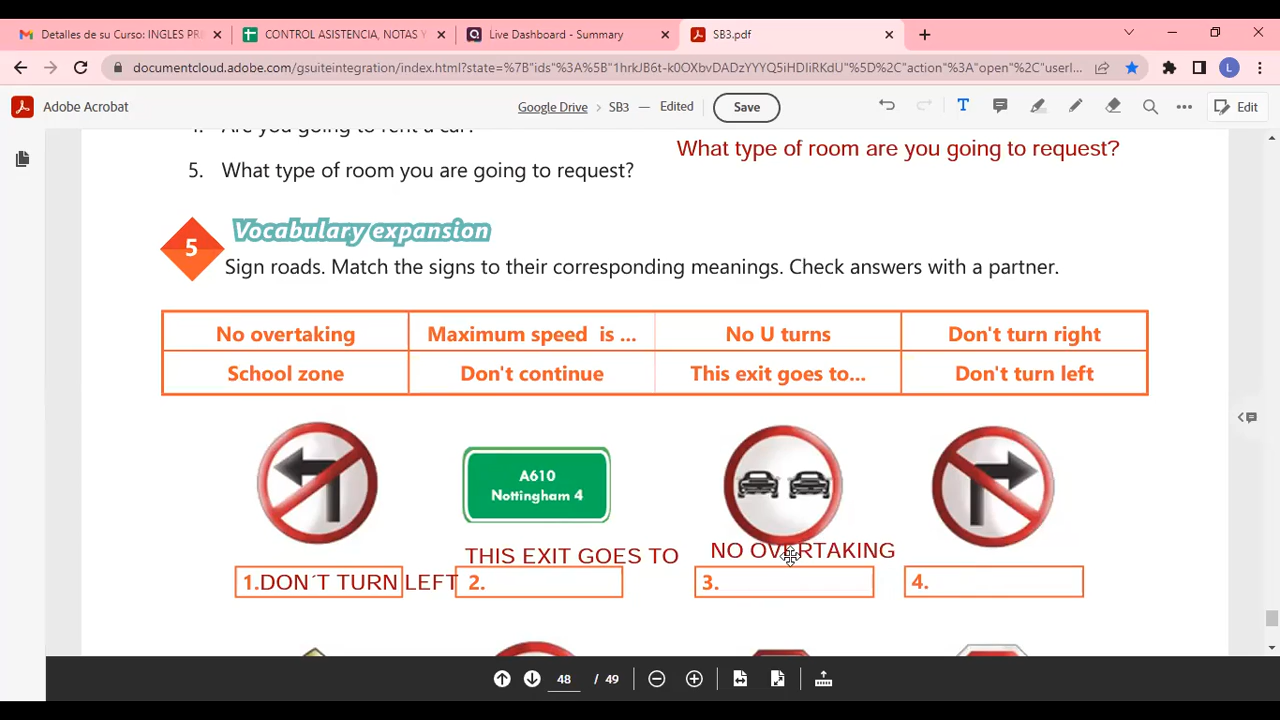 Detalles de su Curso: INGLES PR
CONTROL ASISTENCIA, NOTAS Y
Live Dashboard - Summary
SB3.pdf
documentcloud.adobe.com/gsuiteintegration/index.html?state=%7B"ids"%3A%5B"1hrkJB6t-k0OXbvDADzYYYQ5iHDIiRKdU"%5D%2C"action"%3A"open"%2C"userI...
L
Adobe Acrobat
Google Drive > SB3 — Edited
Save
T
Edit
4. Are you going to rent a car?
What type of room are you going to request?
5. What type of room you are going to request?
5
Vocabulary expansion
Sign roads. Match the signs to their corresponding meanings. Check answers with a partner.
No overtaking Maximum speed is ... No U turns Don't turn right
School zone Don't continue This exit goes to... Don't turn left
A610
Nottingham 4
THIS EXIT GOES TO
NO OVERTAKING
1.DON´T TURN LEFT
2.
3.
4.
48 / 49